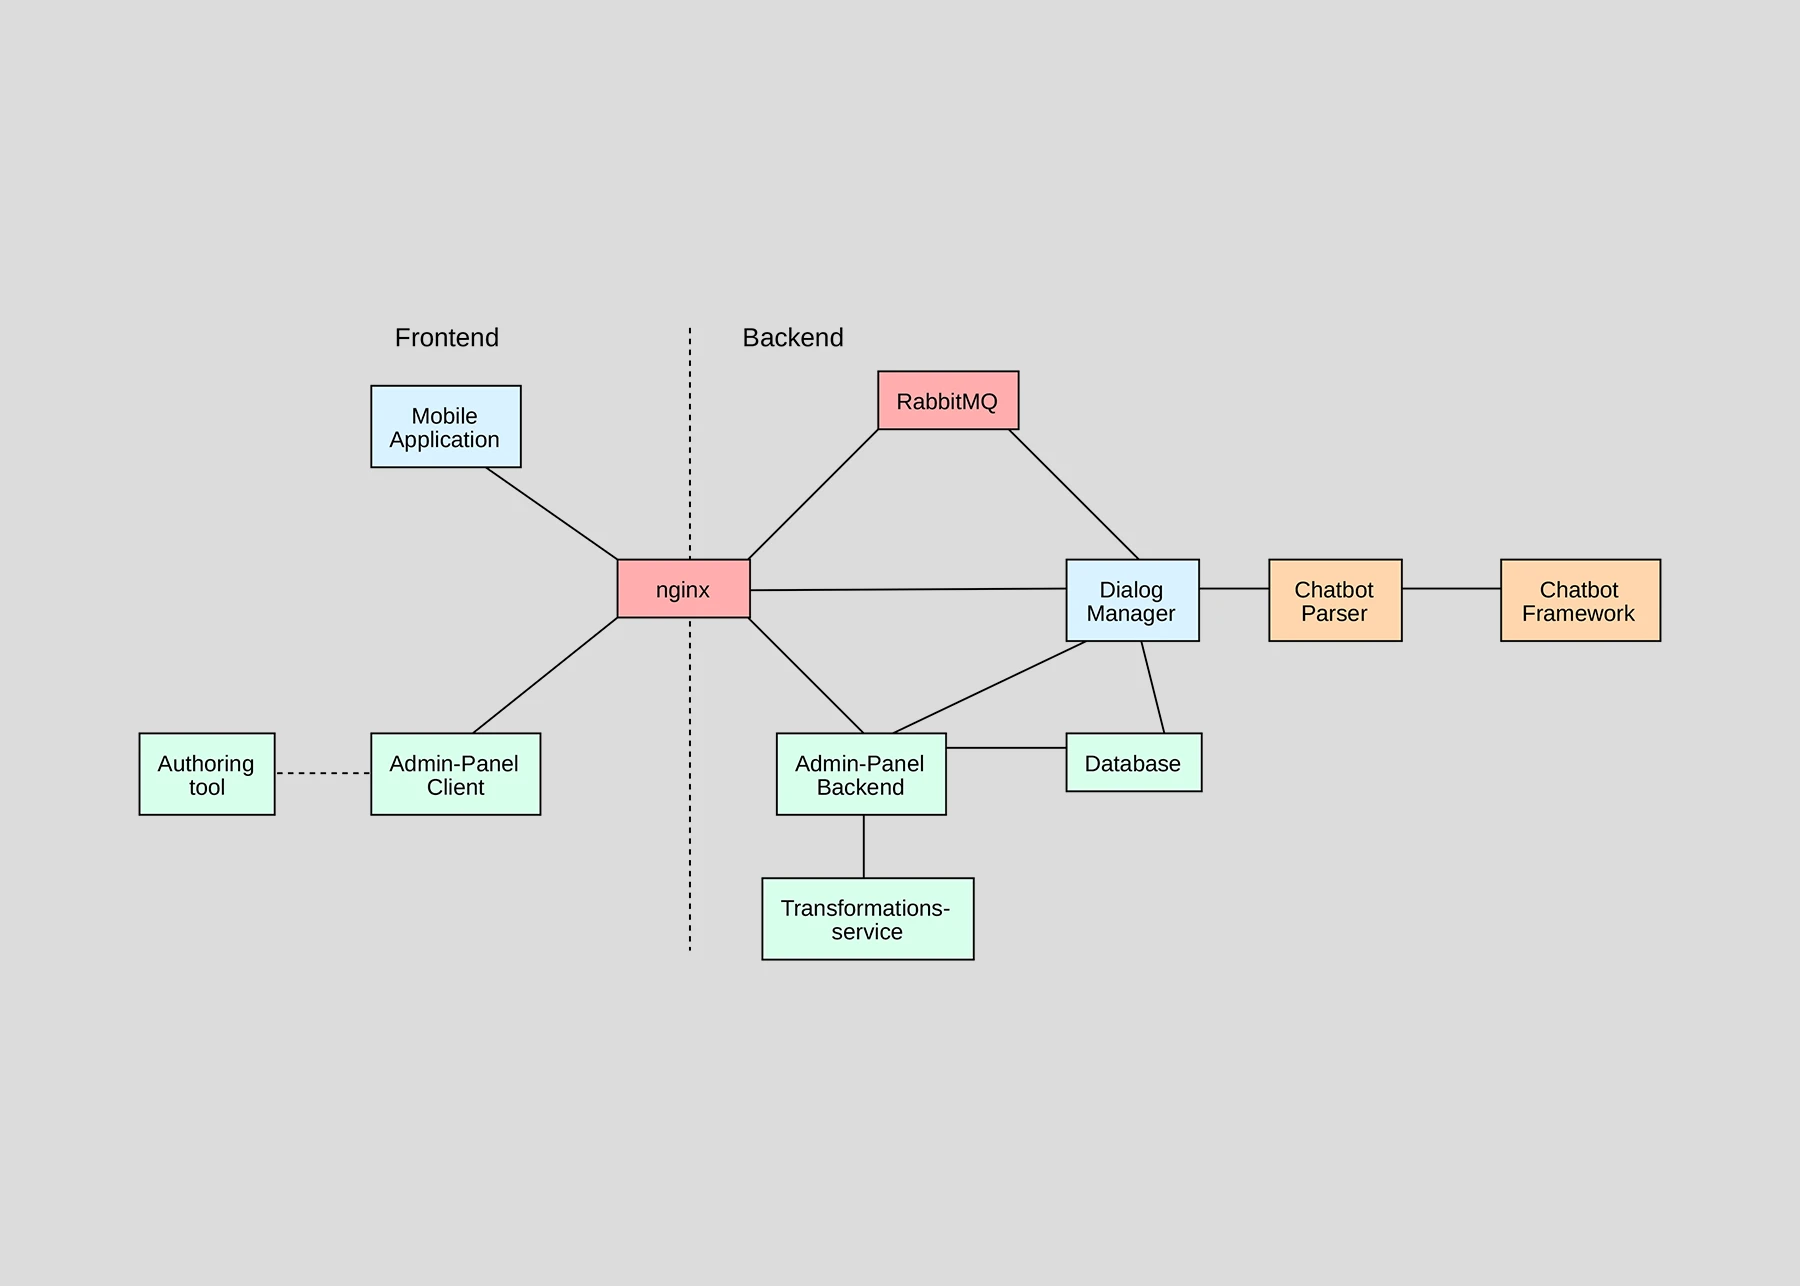 Frontend
Backend
RabbitMQ
Mobile
Application
nginx
Dialog
Manager
Chatbot
Parser
Chatbot
Framework
Authoring
tool
Admin-Panel
Client
Admin-Panel
Backend
Database
Transformations-
service